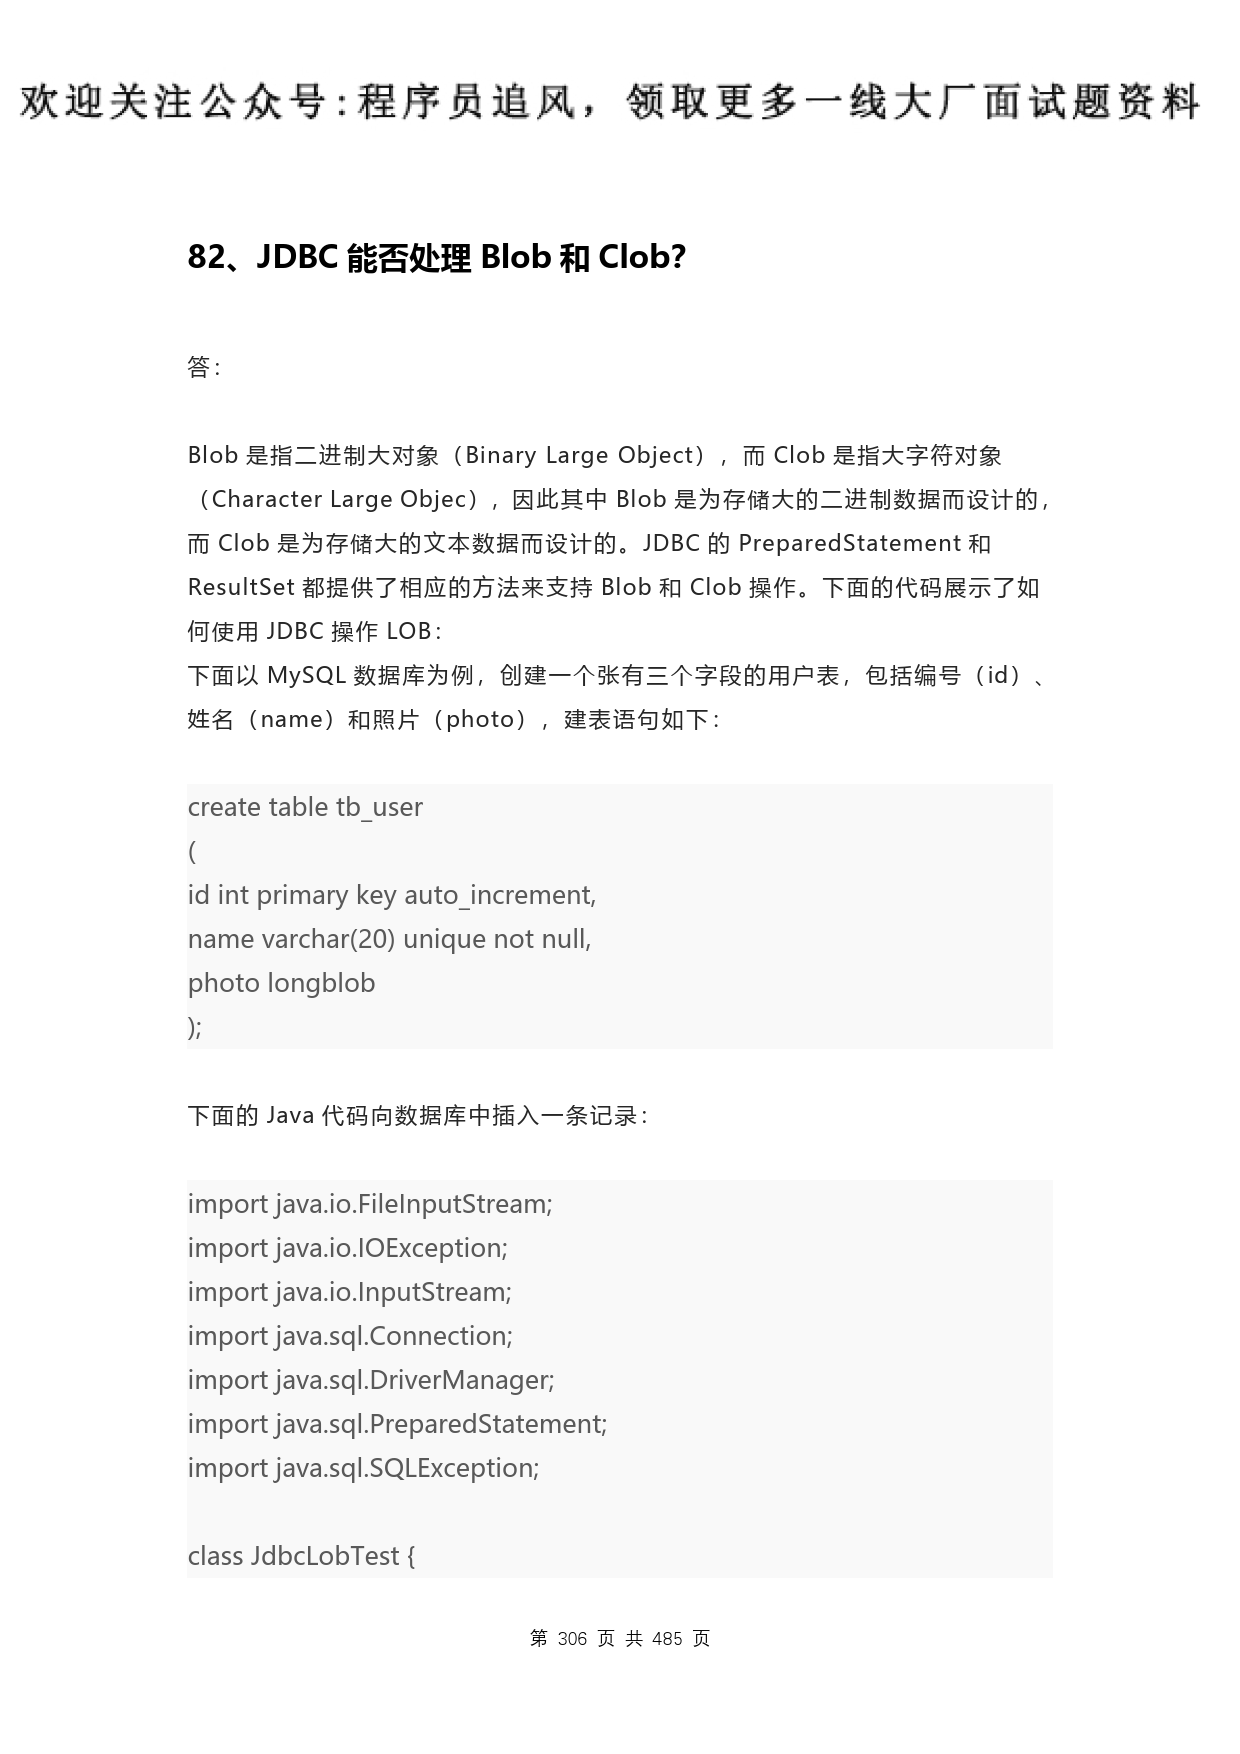 欢迎关注公众号:程序员追风，领取更多一线大厂面试题资料
82、JDBC 能否处理 Blob 和 Clob?
答：
Blob 是指二进制大对象（Binary Large Object），而 Clob 是指大字符对象
（Character Large Objec），因此其中 Blob 是为存储大的二进制数据而设计的，
而 Clob 是为存储大的文本数据而设计的。JDBC 的 PreparedStatement 和
ResultSet 都提供了相应的方法来支持 Blob 和 Clob 操作。下面的代码展示了如
何使用 JDBC 操作 LOB：
下面以 MySQL 数据库为例，创建一个张有三个字段的用户表，包括编号（id）、
姓名（name）和照片（photo），建表语句如下：
create table tb_user
(
id int primary key auto_increment,
name varchar(20) unique not null,
photo longblob
);
下面的 Java 代码向数据库中插入一条记录：
import java.io.FileInputStream;
import java.io.IOException;
import java.io.InputStream;
import java.sql.Connection;
import java.sql.DriverManager;
import java.sql.PreparedStatement;
import java.sql.SQLException;
class JdbcLobTest {
第 306 页 共 485 页